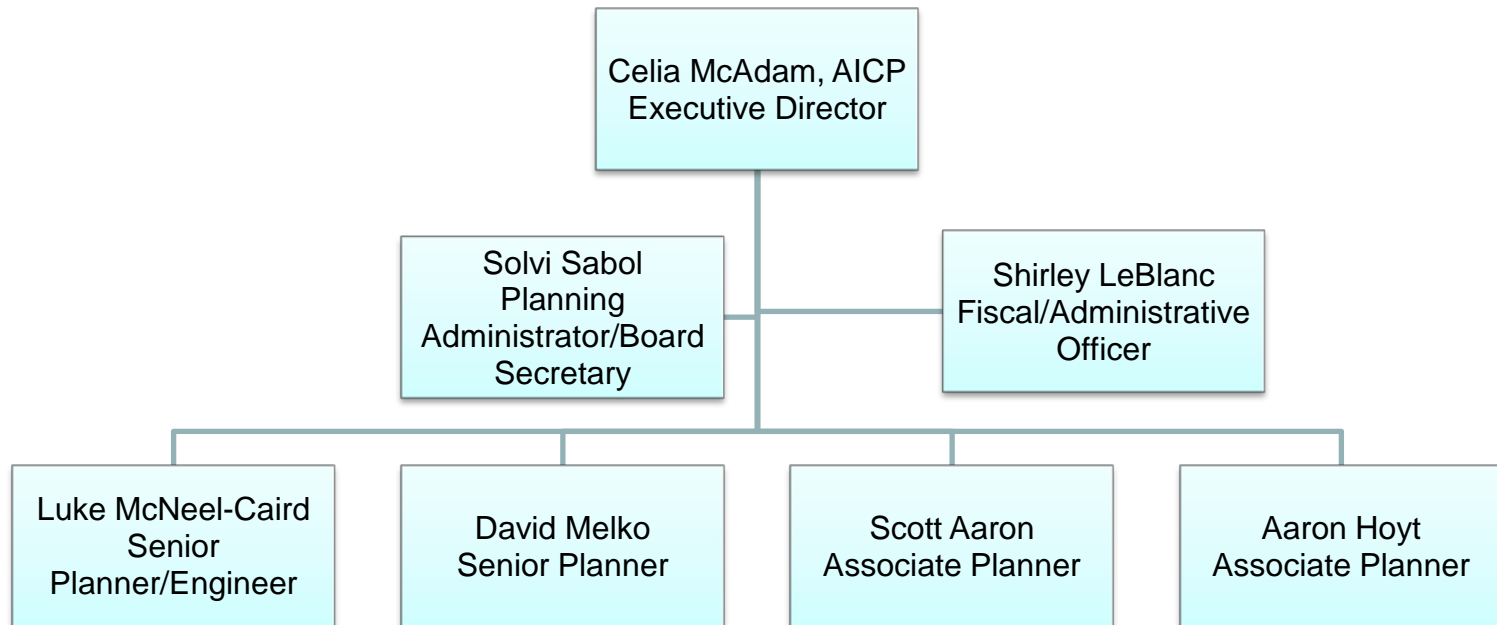 Celia McAdam, AICP
Executive Director
Solvi Sabol
Planning
Administrator/Board
Secretary
Shirley LeBlanc
Fiscal/Administrative
Officer
Luke McNeel-Caird
Senior
Planner/Engineer
David Melko
Senior Planner
Scott Aaron
Associate Planner
Aaron Hoyt
Associate Planner